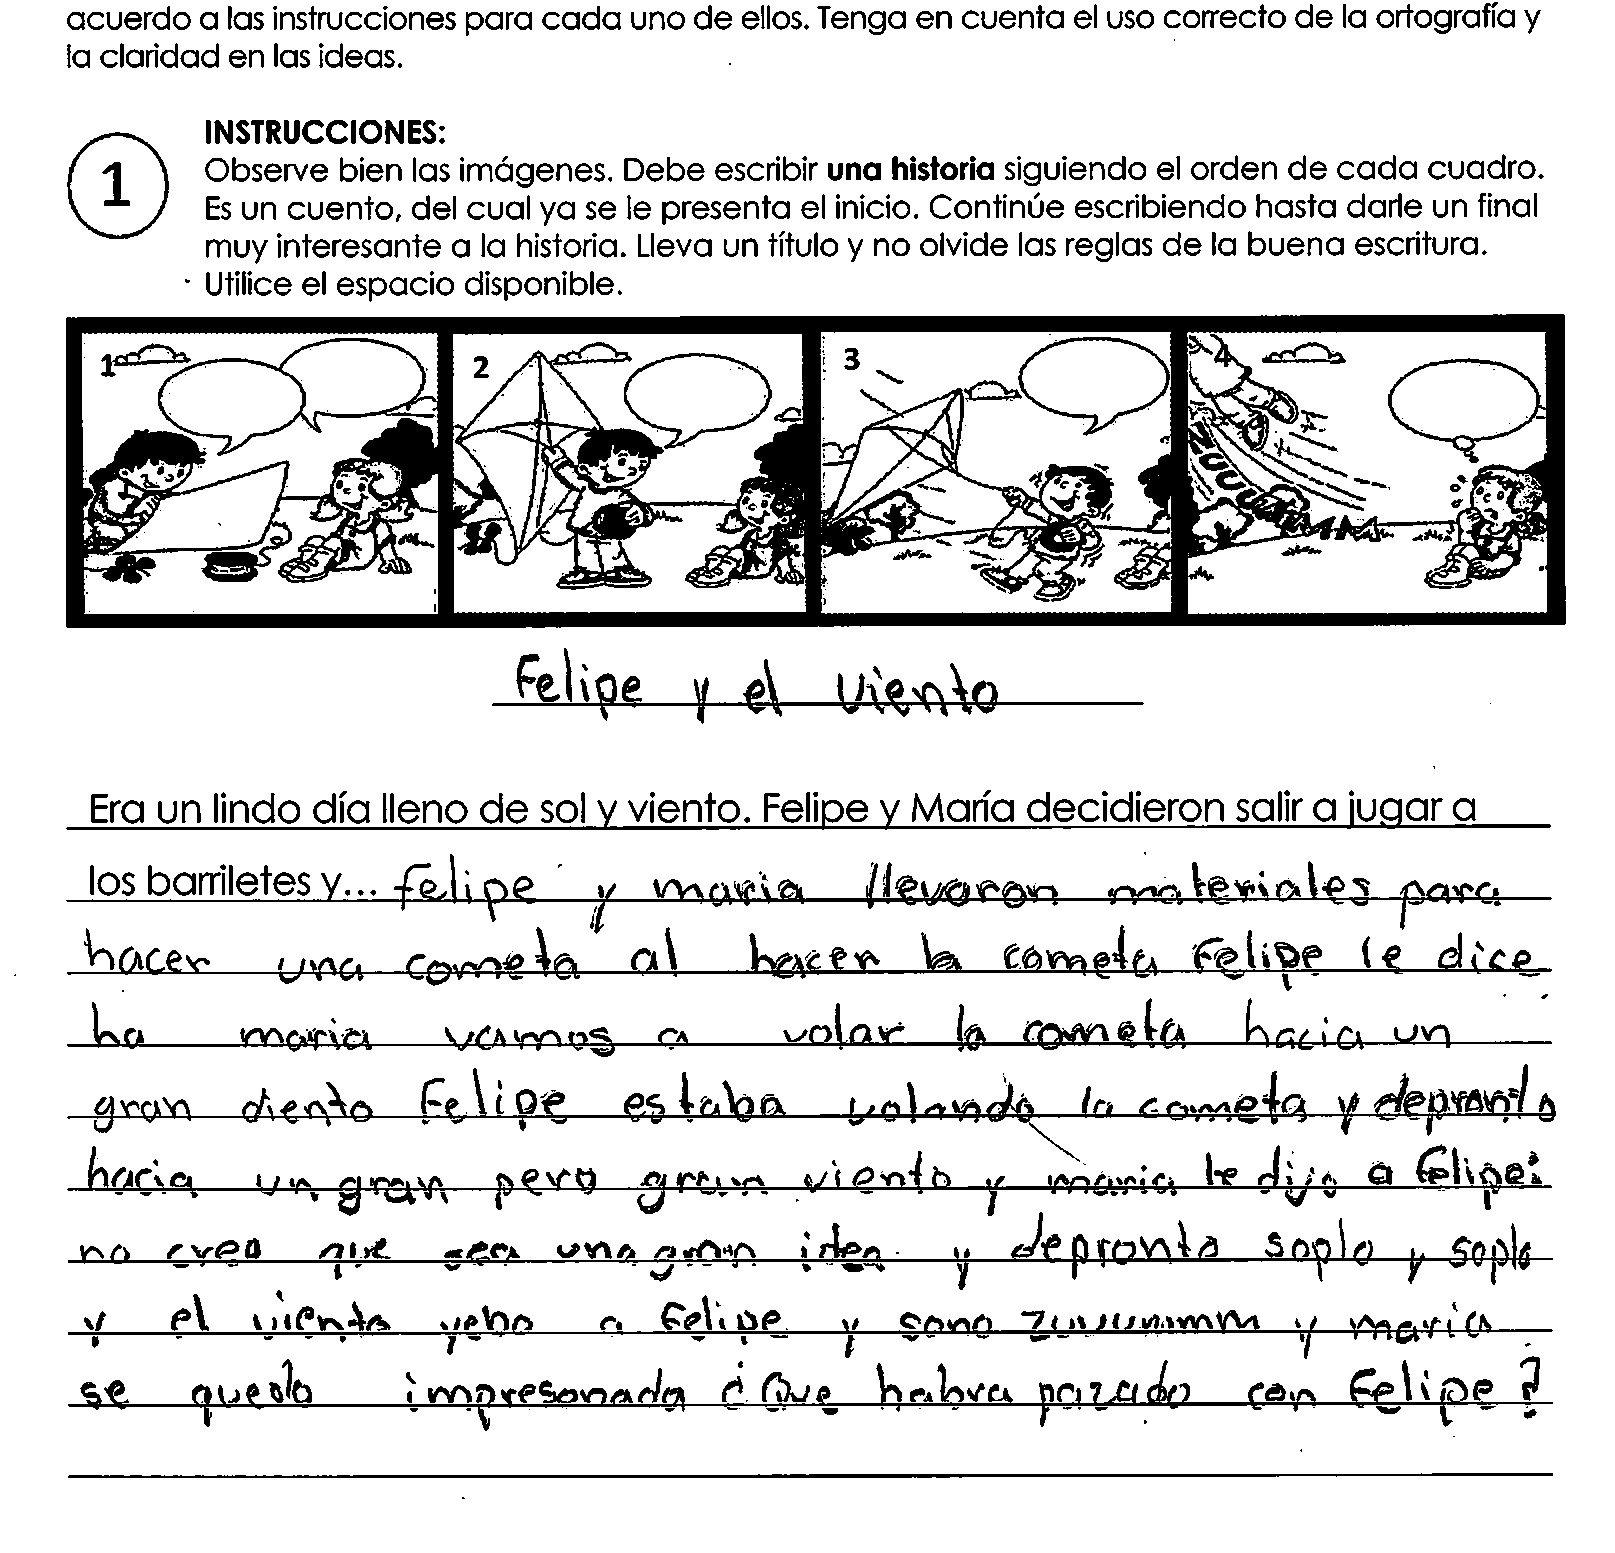 acuerdo a las instrucciones para cada uno de ellos. Tenga en cuenta el uso correcto de la ortografía y
la claridad en las ideas.
INSTRUCCIONES:
1
Observe bien las imágenes. Debe escribir una historia siguiendo el orden de cada cuadro.
Es un cuento, del cual ya se le presenta el inicio. Continúe escribiendo hasta darle un final
muy interesante a la historia. Lleva un título y no olvide las reglas de la buena escritura.
Utilice el espacio disponible.
1 2 3 4
ZUUUUMMM
Felipe y el viento
Era un lindo día lleno de sol y viento. Felipe y María decidieron salir a jugar a
los barriletes y... felipe y maria llevaron materiales para
hacer una cometa al hacer la cometa Felipe le dice
ha maria vamos a volar la cometa hacia un
gran diento Felipe estaba volando la cometa y depronto
hacia un gran pero gran viento y maria le dijo a Felipe:
no creo que sea una gran idea y depronto soplo y soplo
y el viento yebo a Felipe y sono zuuuummm y maria
se quedo impresonada ¿Que habra pazado con Felipe?